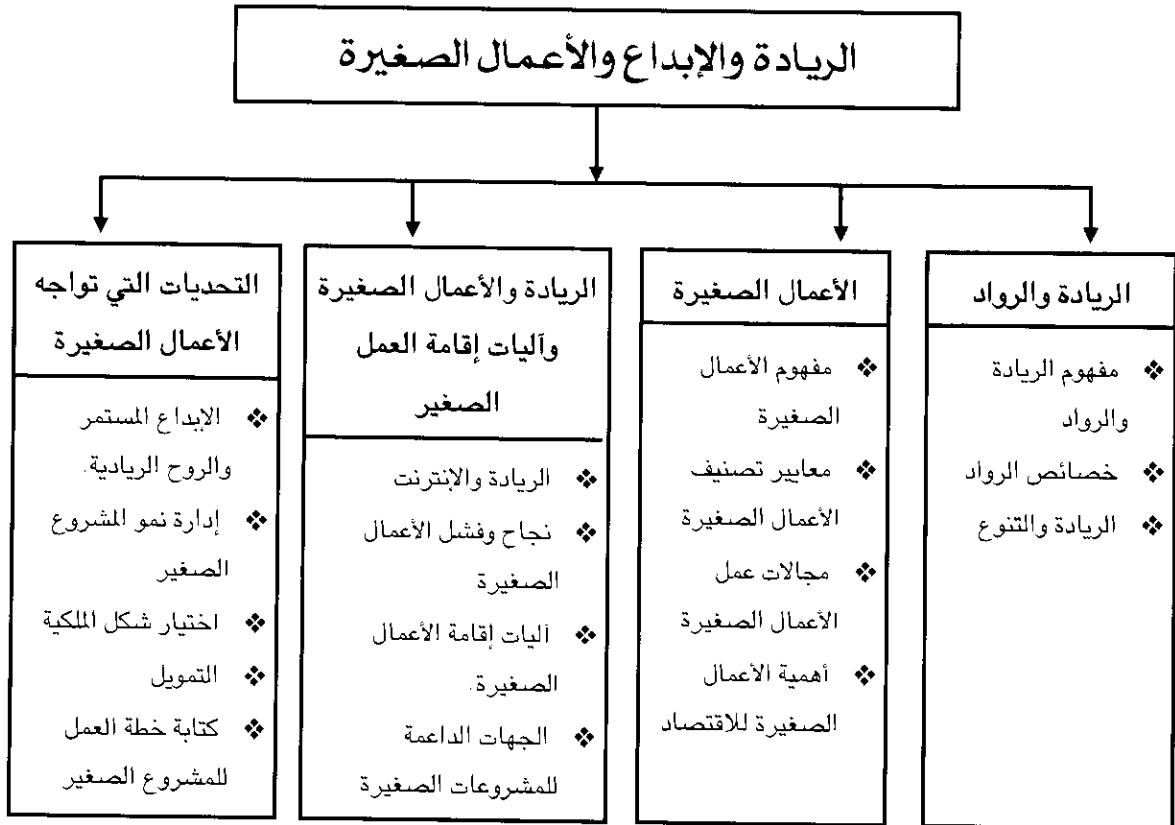 الريادة والإبداع والأعمال الصغيرة
الريادة والرواد
❖ مفهوم الريادة
والرواد
❖ خصائص الرواد
❖ الريادة والتنوع
الأعمال الصغيرة
❖ مفهوم الأعمال
الصغيرة
❖ معايير تصنيف
الأعمال الصغيرة
❖ مجالات عمل
الأعمال الصغيرة
❖ أهمية الأعمال
الصغيرة للاقتصاد
الريادة والأعمال الصغيرة
وآليات إقامة العمل
الصغير
❖ الريادة والإنترنت
❖ نجاح وفشل الأعمال
الصغيرة
❖ آليات إقامة الأعمال
الصغيرة.
❖ الجهات الداعمة
للمشروعات الصغيرة
التحديات التي تواجه
الأعمال الصغيرة
❖ الإبداع المستمر
والروح الريادية.
❖ إدارة نمو المشروع
الصغير
❖ اختيار شكل الملكية
❖ التمويل
❖ كتابة خطة العمل
للمشروع الصغير